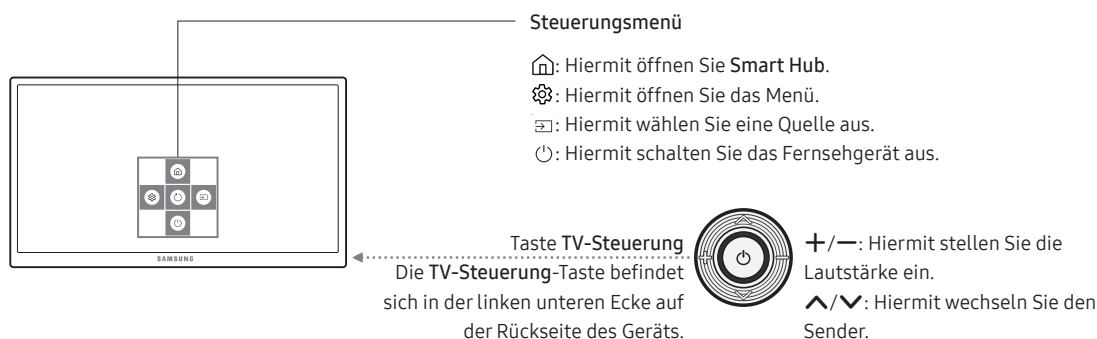 Steuerungsmenü
: Hiermit öffnen Sie Smart Hub.
: Hiermit öffnen Sie das Menü.
: Hiermit wählen Sie eine Quelle aus.
: Hiermit schalten Sie das Fernsehgerät aus.
SAMSUNG
Taste TV-Steuerung
Die TV-Steuerung-Taste befindet
sich in der linken unteren Ecke auf
der Rückseite des Geräts.
+/−: Hiermit stellen Sie die
Lautstärke ein.
∧/∨: Hiermit wechseln Sie den
Sender.